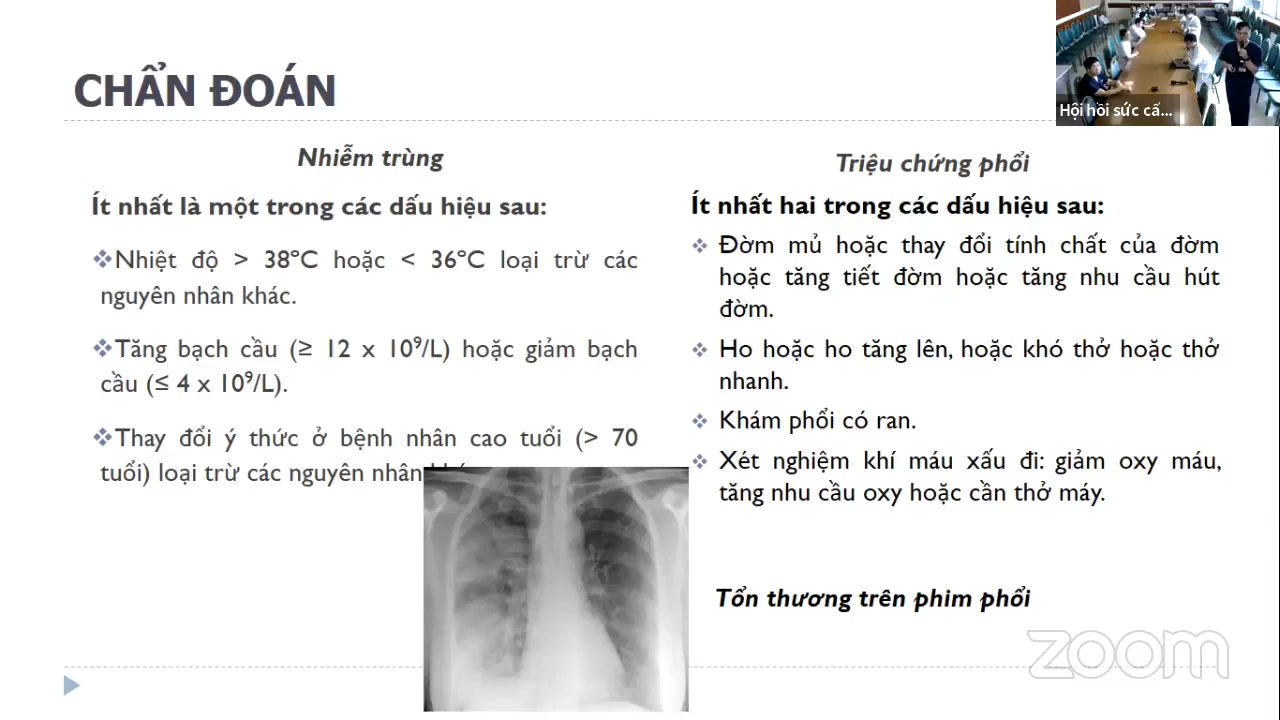 CHẨN ĐOÁN
Hội hồi sức cấ...
Nhiễm trùng
Ít nhất là một trong các dấu hiệu sau:
Nhiệt độ > 38°C hoặc < 36°C loại trừ các
nguyên nhân khác.
Tăng bạch cầu (≥ 12 x 10⁹/L) hoặc giảm bạch
cầu (≤ 4 x 10⁹/L).
Thay đổi ý thức ở bệnh nhân cao tuổi (> 70
tuổi) loại trừ các nguyên nhân
Triệu chứng phổi
Ít nhất hai trong các dấu hiệu sau:
Đờm mủ hoặc thay đổi tính chất của đờm
hoặc tăng tiết đờm hoặc tăng nhu cầu hút
đờm.
Ho hoặc ho tăng lên, hoặc khó thở hoặc thở
nhanh.
Khám phổi có ran.
Xét nghiệm khí máu xấu đi: giảm oxy máu,
tăng nhu cầu oxy hoặc cần thở máy.
Tổn thương trên phim phổi
zoom